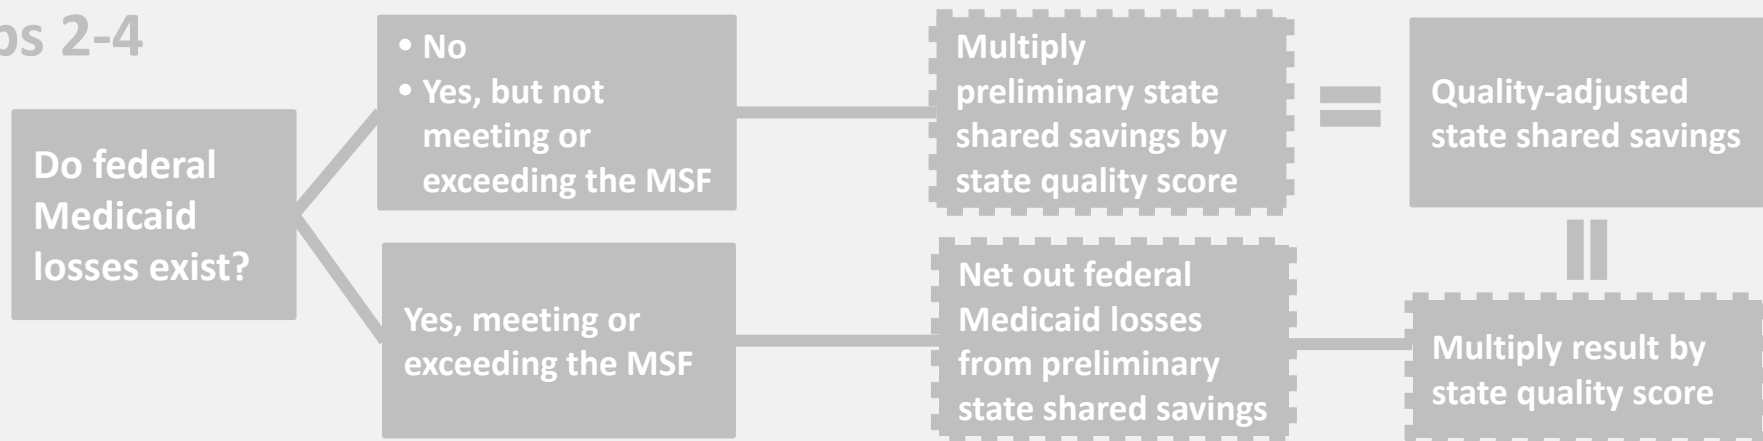 2-4
Do federal
Medicaid
losses exist?
• No
• Yes, but not
meeting or
exceeding the MSF
Multiply
preliminary state
shared savings by
state quality score
=
Quality-adjusted
state shared savings
Yes, meeting or
exceeding the MSF
Net out federal
Medicaid losses
from preliminary
state shared savings
=
Multiply result by
state quality score